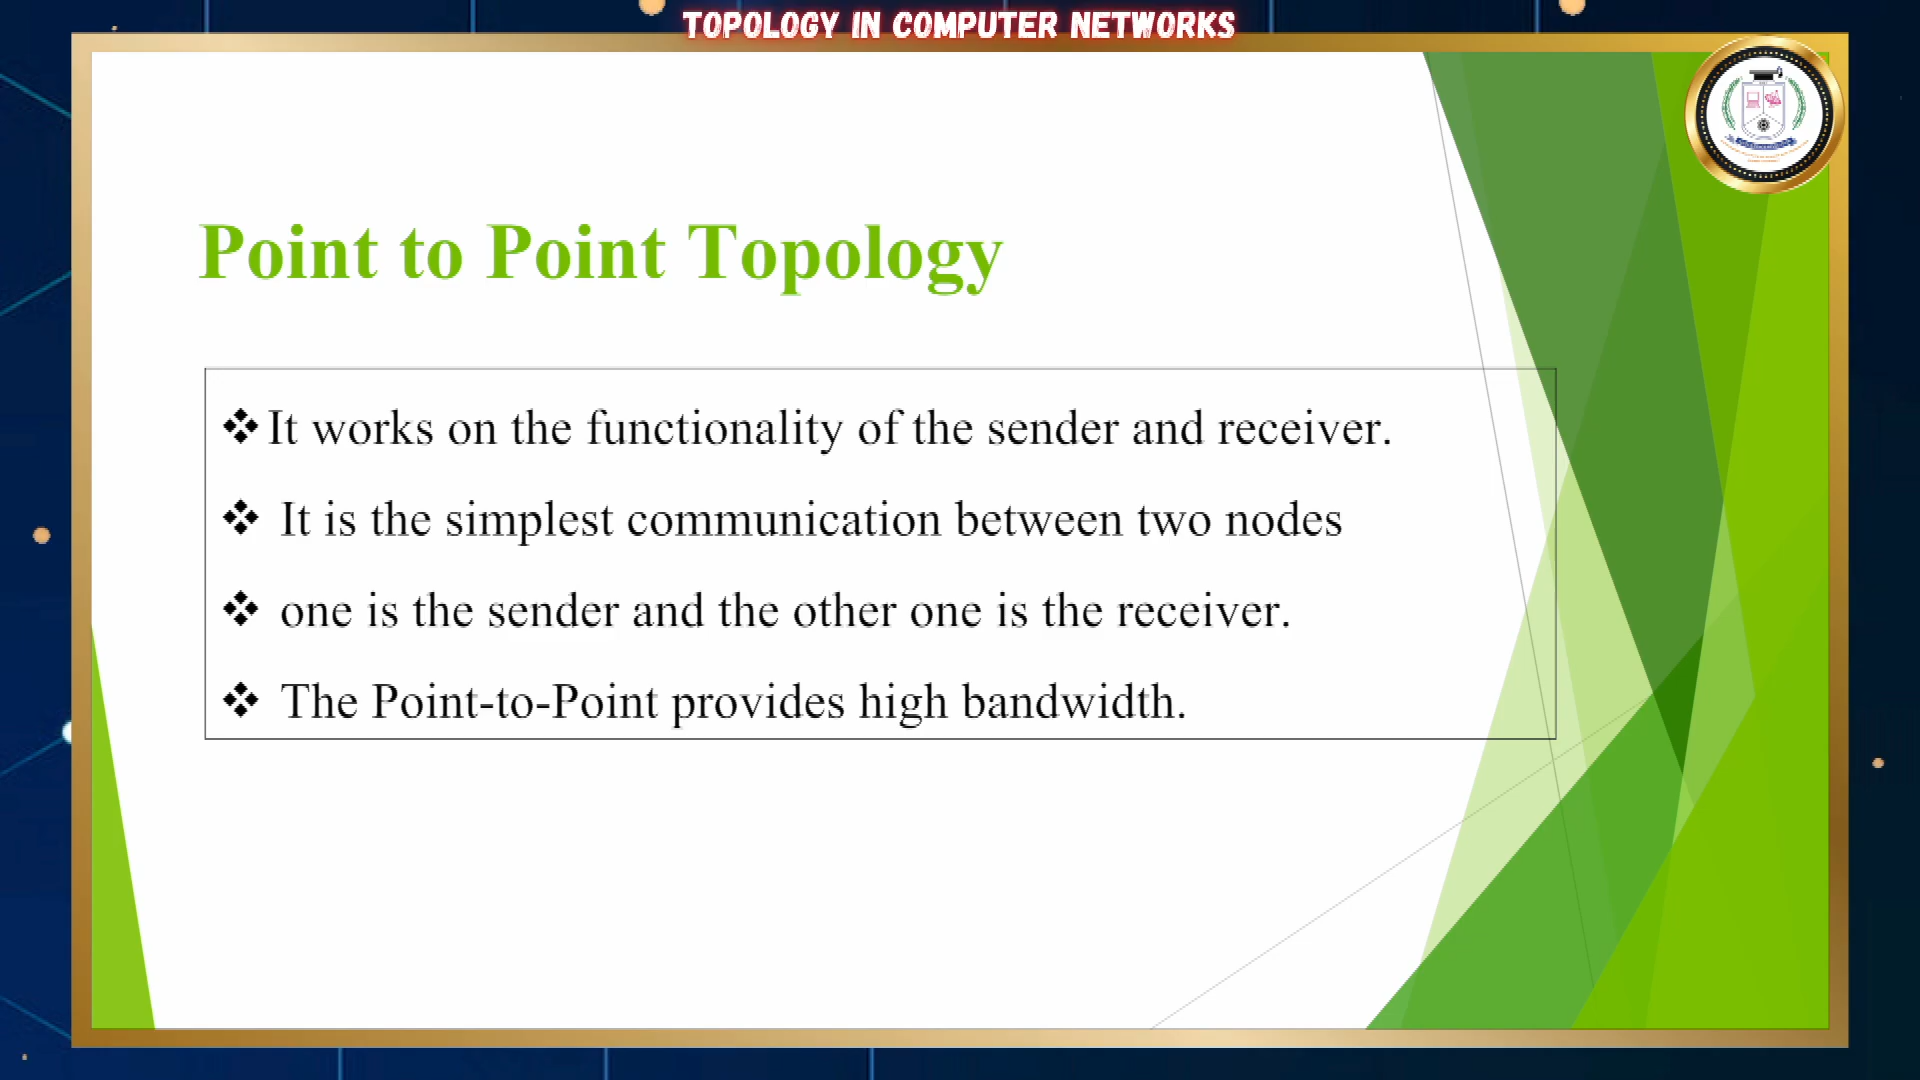 TOPOLOGY IN COMPUTER NETWORKS
Point to Point Topology
❖ It works on the functionality of the sender and receiver.
❖ It is the simplest communication between two nodes
❖ one is the sender and the other one is the receiver.
❖ The Point-to-Point provides high bandwidth.